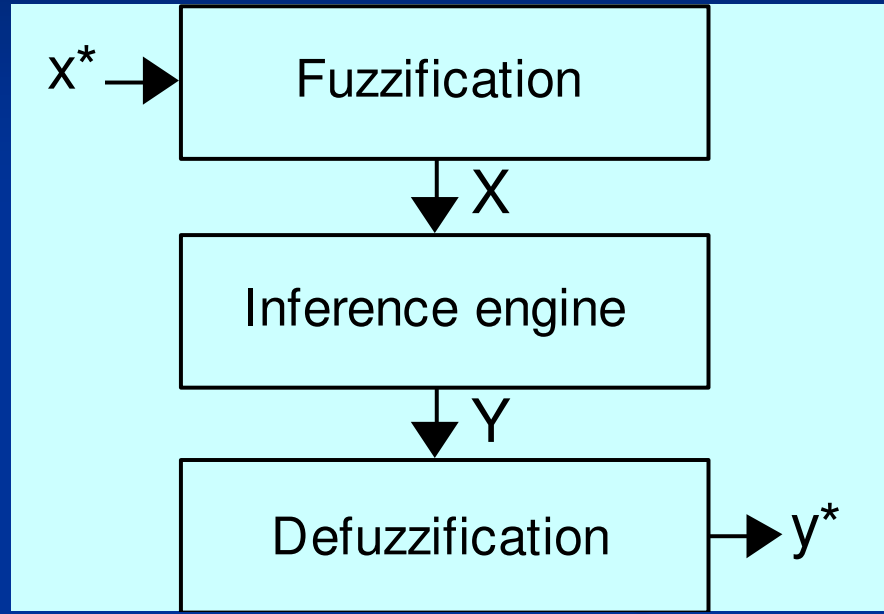 x*
Fuzzification
X
Inference engine
Y
Defuzzification
y*